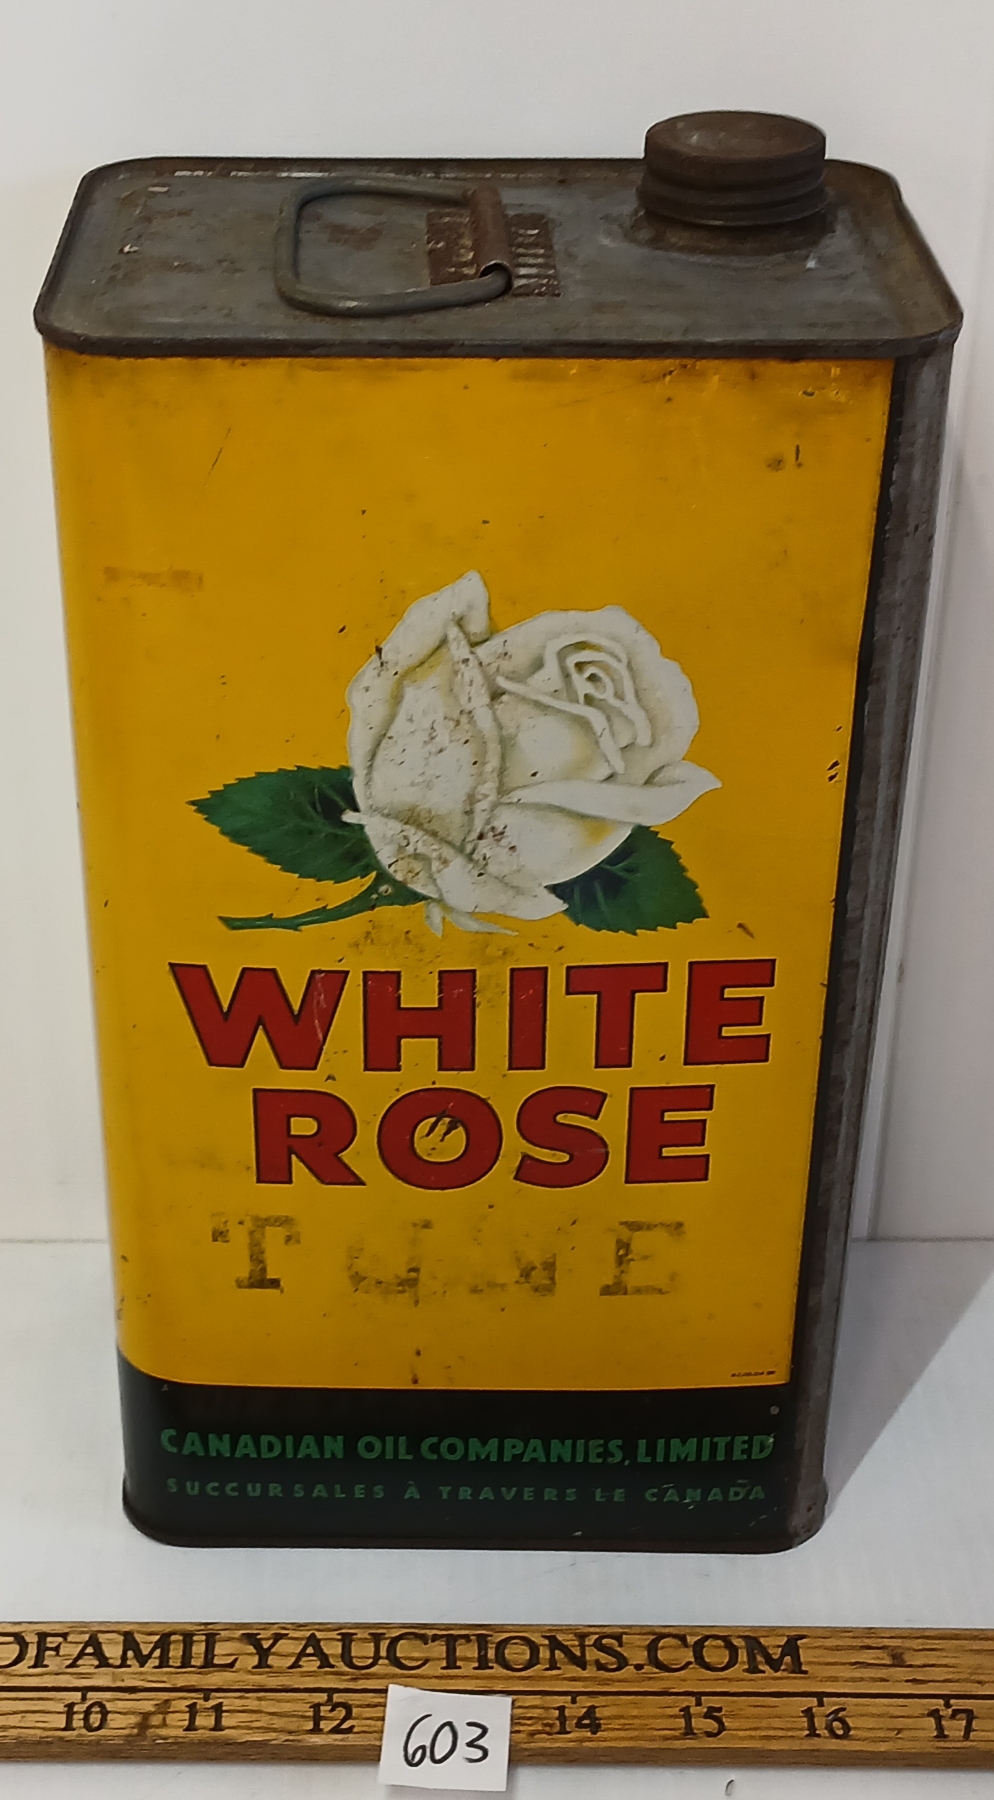 WHITE
ROSE
CANADIAN OIL COMPANIES, LIMITED
SUCCURSALES À TRAVERS LE CANADA
FAMILYAUCTIONS.COM
10 11 12 14 15 16 17
603